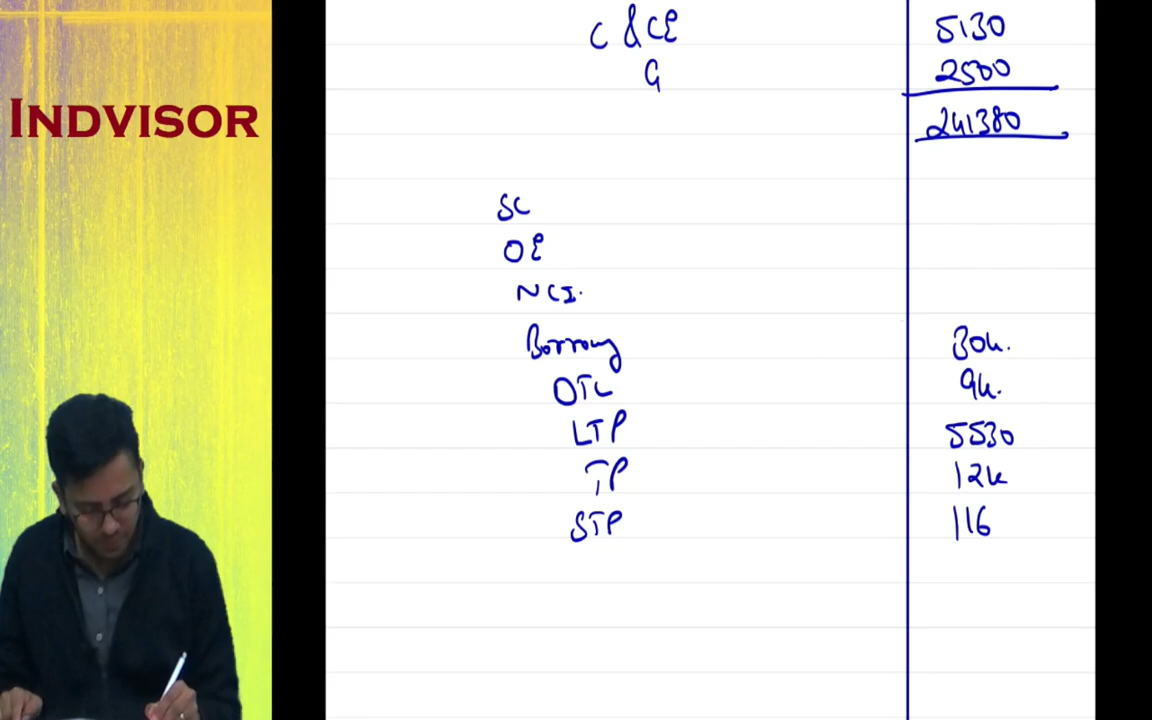 INDVISOR
C & CE 5130
G 2500
241380
SC
OE
NCI.
Borrowing 30k.
OTL 9k.
LTP 5530
TP 12k
STP 116